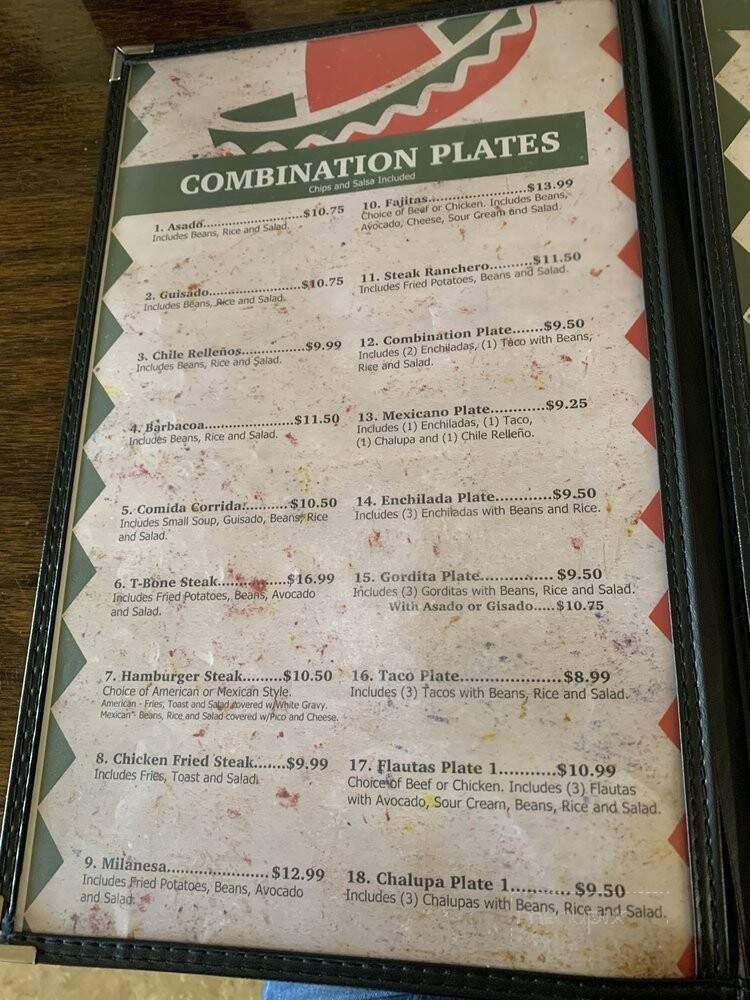 COMBINATION PLATES
Chips and Salsa Included
1. Asado.....................$10.75
Includes Beans, Rice and Salad.
2. Guisado...................$10.75
Includes Beans, Rice and Salad.
3. Chile Relleños..............$9.99
Includes Beans, Rice and Salad.
4. Barbacoa....................$11.50
Includes Beans, Rice and Salad.
5. Comida Corrida...........$10.50
Includes Small Soup, Guisado, Beans, Rice
and Salad.
6. T-Bone Steak..............$16.99
Includes Fried Potatoes, Beans, Avocado
and Salad.
7. Hamburger Steak.........$10.50
Choice of American or Mexican Style.
American - Fries, Toast and Salad covered w/White Gravy.
Mexican - Beans, Rice and Salad covered w/Pico and Cheese.
8. Chicken Fried Steak.......$9.99
Includes Fries, Toast and Salad.
9. Milanesa......................$12.99
Includes Fried Potatoes, Beans, Avocado
and Salad.
10. Fajitas.....................$13.99
Choice of Beef or Chicken. Includes Beans,
Avocado, Cheese, Sour Cream and Salad.
11. Steak Ranchero..........$11.50
Includes Fried Potatoes, Beans and Salad.
12. Combination Plate.......$9.50
Includes (2) Enchiladas, (1) Taco with Beans,
Rice and Salad.
13. Mexicano Plate...........$9.25
Includes (1) Enchiladas, (1) Taco,
(1) Chalupa and (1) Chile Relleño.
14. Enchilada Plate............$9.50
Includes (3) Enchiladas with Beans and Rice.
15. Gordita Plate............... $9.50
Includes (3) Gorditas with Beans, Rice and Salad.
With Asado or Gisado.....$10.75
16. Taco Plate.....................$8.99
Includes (3) Tacos with Beans, Rice and Salad.
17. Flautas Plate 1...........$10.99
Choice of Beef or Chicken. Includes (3) Flautas
with Avocado, Sour Cream, Beans, Rice and Salad.
18. Chalupa Plate 1........... $9.50
Includes (3) Chalupas with Beans, Rice and Salad.